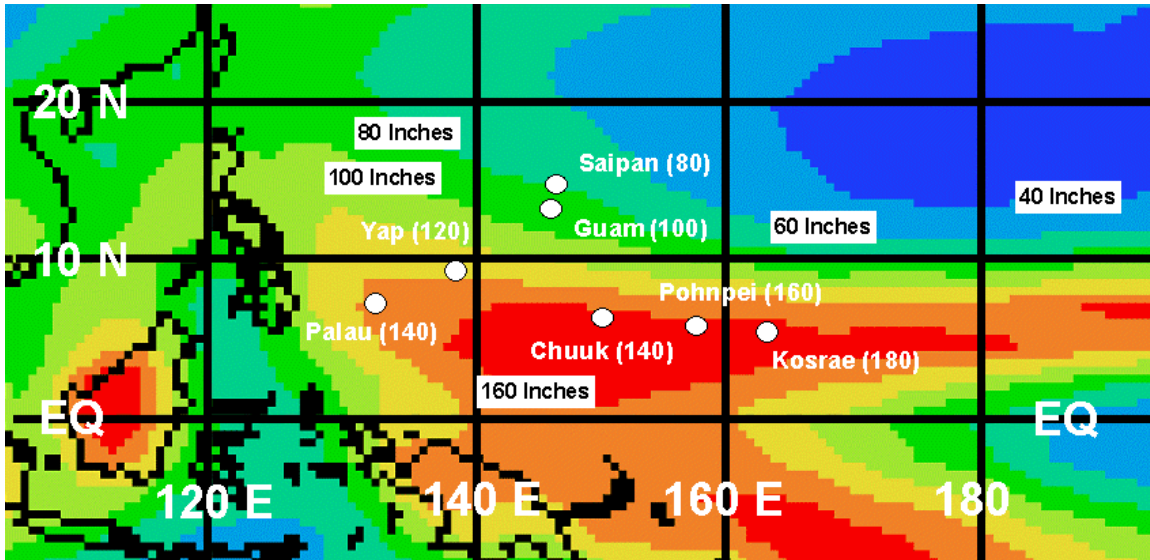 20 N
80 Inches
Saipan (80)
100 Inches
40 Inches
Yap (120)
Guam (100)
60 Inches
10 N
Pohnpei (160)
Palau (140)
Chuuk (140)
Kosrae (180)
160 Inches
EQ
EQ
120 E
140 E
160 E
180